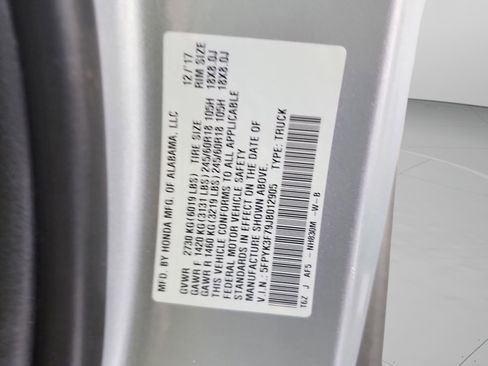 MFD. BY HONDA MFG. OF ALABAMA, LLC 12/'17
GVWR 2730 KG(6019 LBS) TIRE SIZE RIM SIZE
GAWR F 1420 KG(3131 LBS) 245/60R18 105H 18X8.0J
GAWR R 1460 KG(3219 LBS) 245/60R18 105H 18X8.0J
THIS VEHICLE CONFORMS TO ALL APPLICABLE
FEDERAL MOTOR VEHICLE SAFETY
STANDARDS IN EFFECT ON THE DATE OF
MANUFACTURE SHOWN ABOVE.
V.I.N.: 5FPYK3F79JB012905 TYPE: TRUCK
T6Z J AF5 -NH830M -W-B